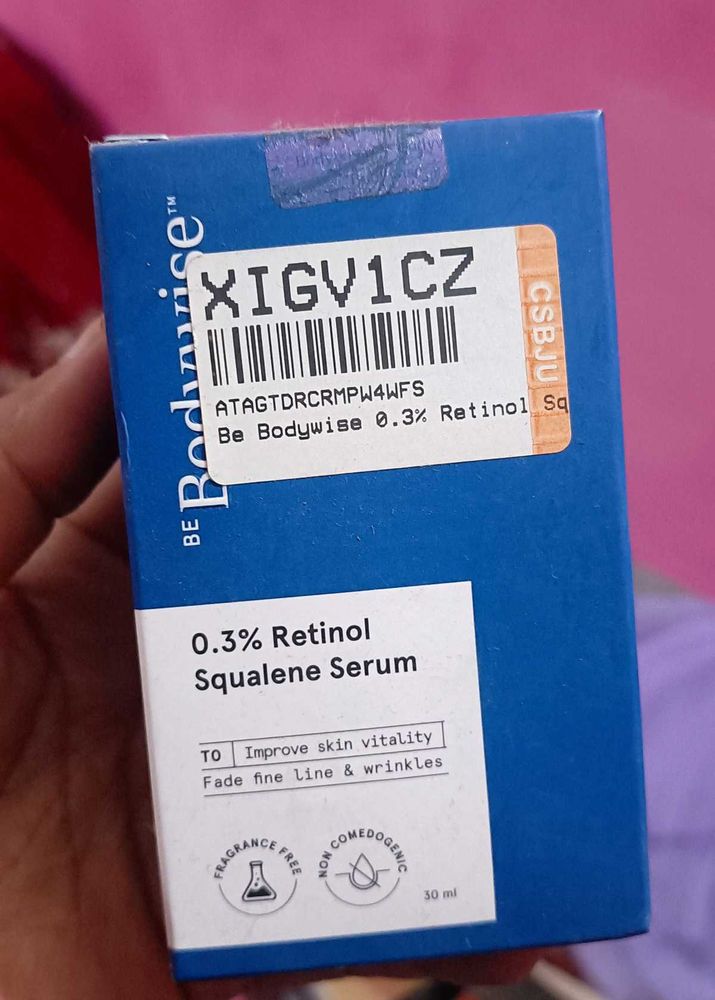 BE Bodywise™
XIGV1CZ
CSBJU
ATAGTDRCRMPW4WFS
Be Bodywise 0.3% Retinol Sq
0.3% Retinol
Squalene Serum
TO Improve skin vitality
Fade fine line & wrinkles
FRAGRANCE FREE
NON COMEDOGENIC
30 ml